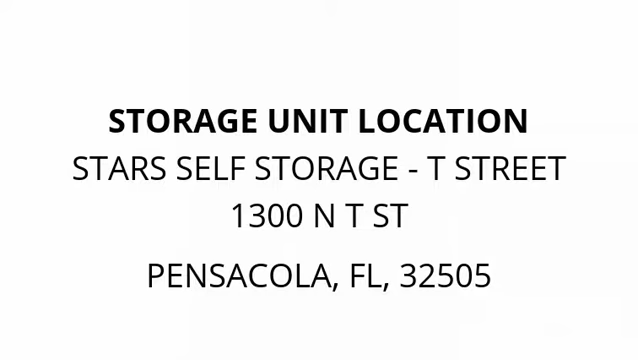 STORAGE UNIT LOCATION
STARS SELF STORAGE - T STREET
1300 N T ST
PENSACOLA, FL, 32505